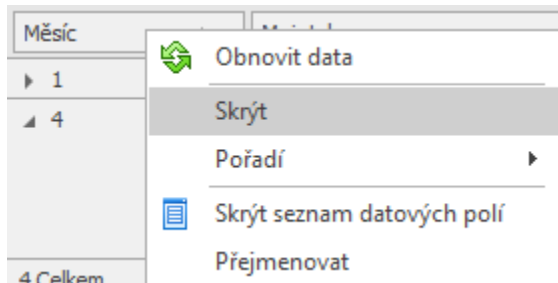 Měsíc
Obnovit data
1
Skrýt
4
Pořadí
Skrýt seznam datových polí
Přejmenovat
4 Celkem